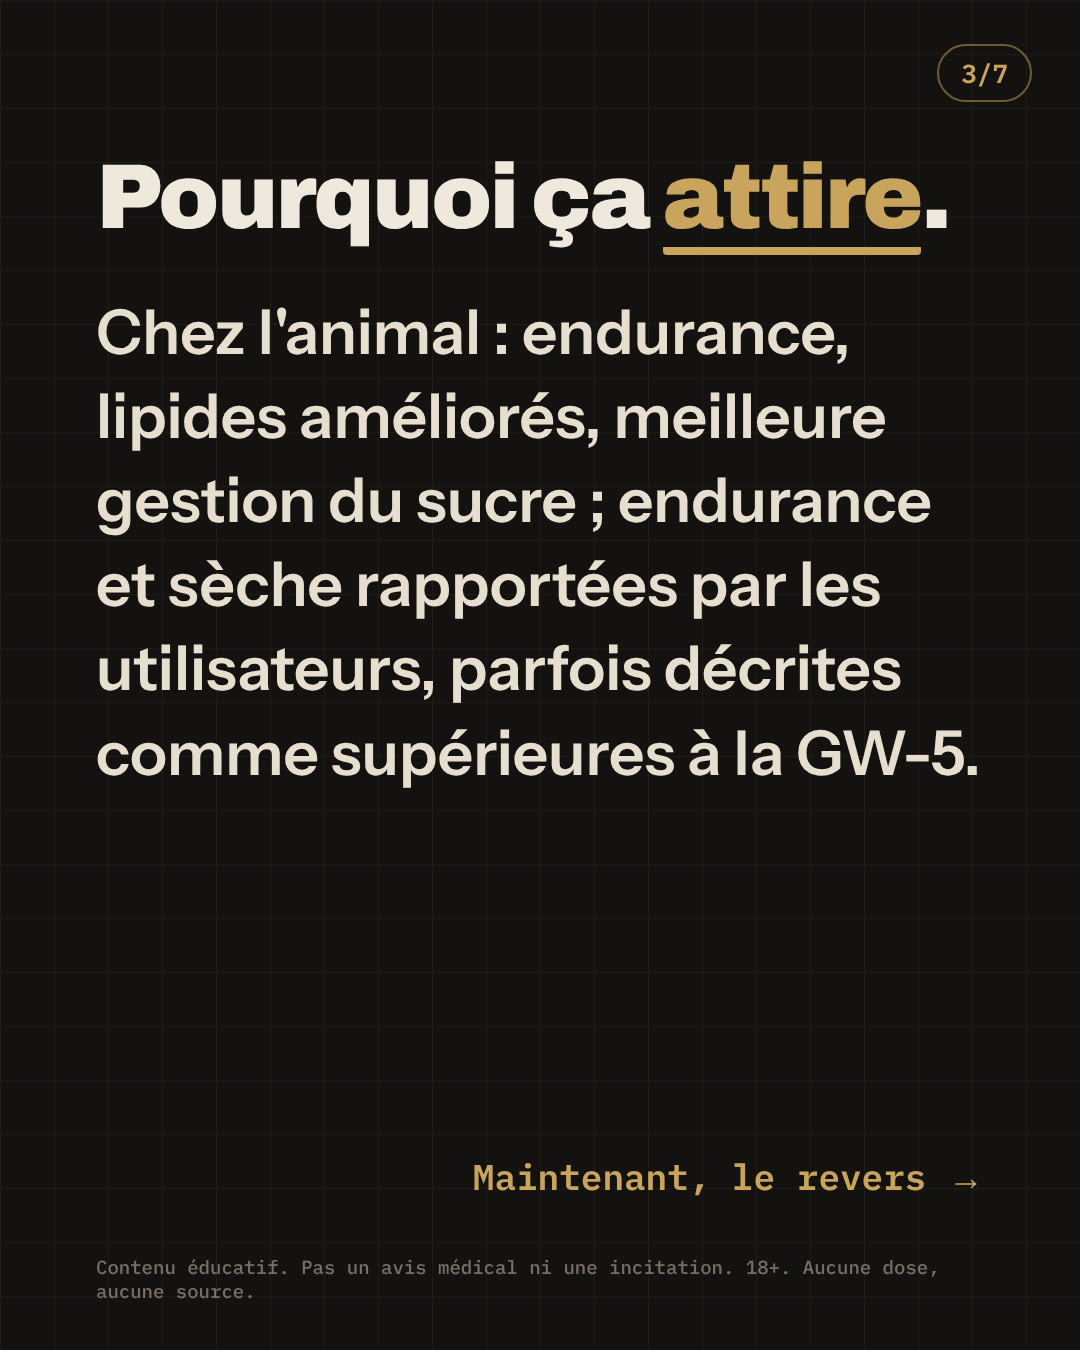 3/7
Pourquoi ça attire.
Chez l'animal : endurance,
lipides améliorés, meilleure
gestion du sucre ; endurance
et sèche rapportées par les
utilisateurs, parfois décrites
comme supérieures à la GW-5.
Maintenant, le revers →
Contenu éducatif. Pas un avis médical ni une incitation. 18+. Aucune dose,
aucune source.